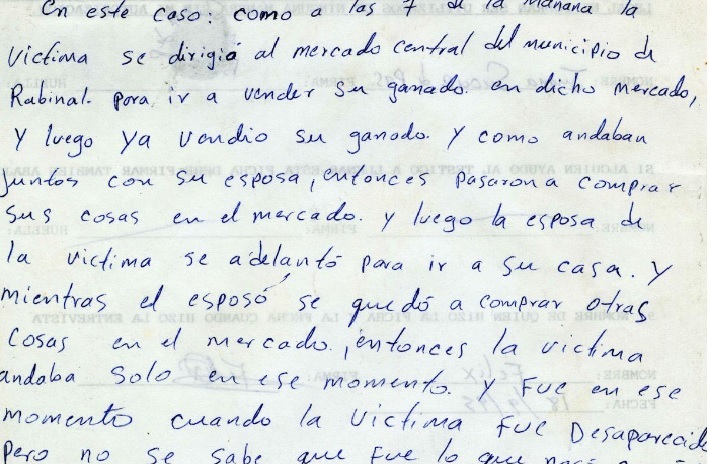 En este caso: como a las 7 de la mañana la
victima se dirigió al mercado central del municipio de
Rabinal. para ir a vender su ganado. en dicho mercado,
y luego ya vendio su ganado. y como andaban
juntos con su esposa, entonces pasaron a comprar
sus cosas en el mercado. y luego la esposa de
la victima se adelantó para ir a su casa. y
mientras el esposó se quedó a comprar otras
cosas en el mercado, entonces la victima
andaba solo en ese momento. y fue en ese
momento cuando la victima fue Desaparecid
pero no se sabe que fue lo que